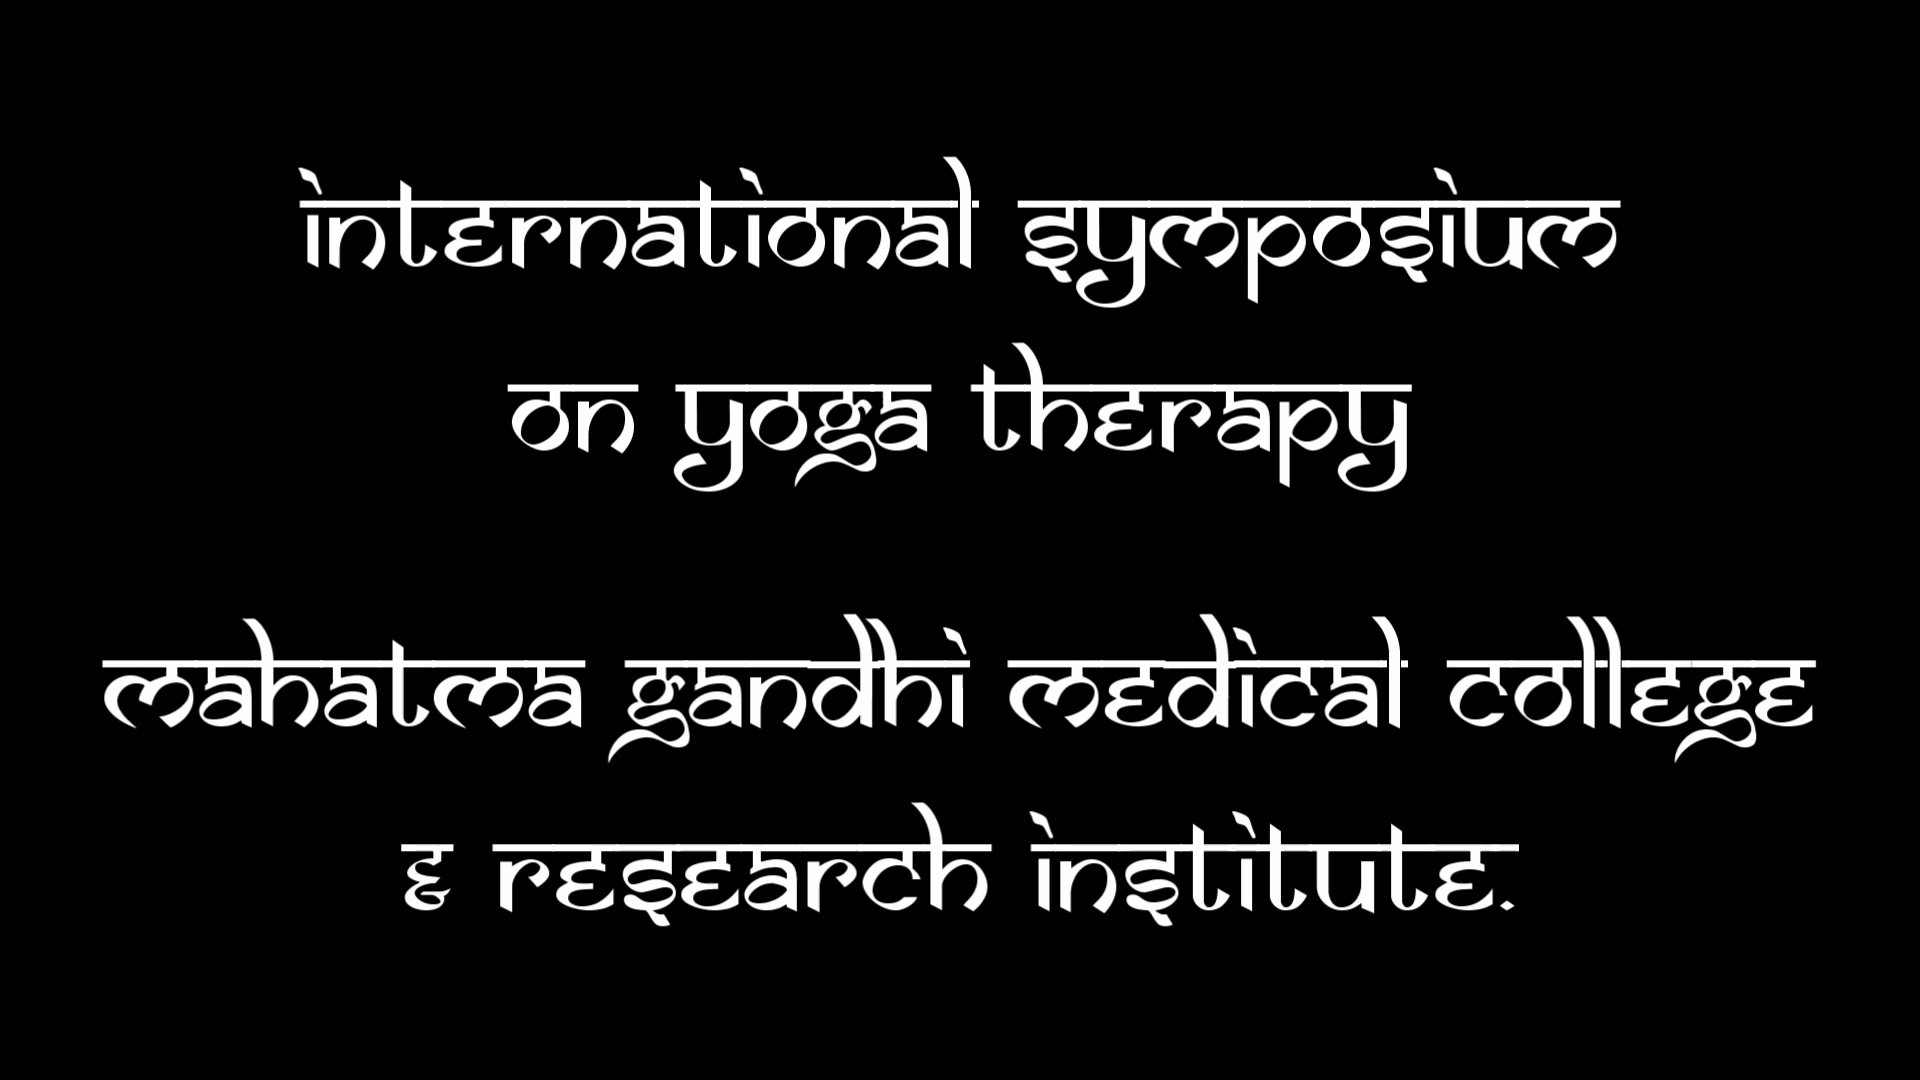 international symposium
on yoga therapy
mahatma gandhi medical college
& research institute.